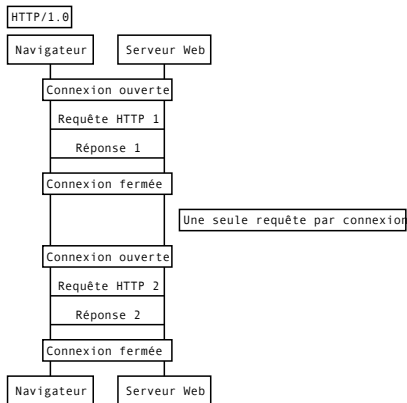 HTTP/1.0
Navigateur Serveur Web
Connexion ouverte
Requête HTTP 1
Réponse 1
Connexion fermée
Une seule requête par connexion
Connexion ouverte
Requête HTTP 2
Réponse 2
Connexion fermée
Navigateur Serveur Web